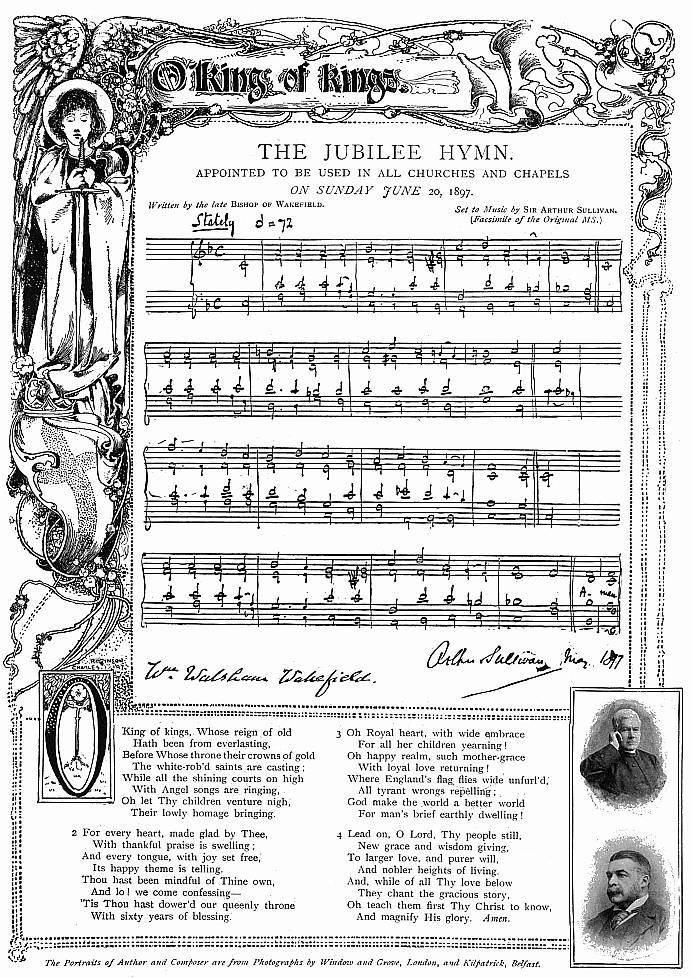 O King of kings.
THE JUBILEE HYMN.
APPOINTED TO BE USED IN ALL CHURCHES AND CHAPELS
ON SUNDAY JUNE 20, 1897.
Written by the late BISHOP OF WAKEFIELD.
Set to Music by SIR ARTHUR SULLIVAN.
(Facsimile of the Original MS.)
Stately = 72
A- men
Wm Walsham Wakefield.
Arthur Sullivan May 1897
ROBINSON
CHARLES
O King of kings, Whose reign of old
Hath been from everlasting,
Before Whose throne their crowns of gold
The white-rob'd saints are casting;
While all the shining courts on high
With Angel songs are ringing,
Oh let Thy children venture nigh,
Their lowly homage bringing.
2 For every heart, made glad by Thee,
With thankful praise is swelling;
And every tongue, with joy set free,
Its happy theme is telling.
Thou hast been mindful of Thine own,
And lo! we come confessing—
'Tis Thou hast dower'd our queenly throne
With sixty years of blessing.
3 Oh Royal heart, with wide embrace
For all her children yearning!
Oh happy realm, such mother-grace
With loyal love returning!
Where England's flag flies wide unfurl'd,
All tyrant wrongs repelling;
God make the world a better world
For man's brief earthly dwelling!
4 Lead on, O Lord, Thy people still,
New grace and wisdom giving,
To larger love, and purer will,
And nobler heights of living.
And, while of all Thy love below
They chant the gracious story,
Oh teach them first Thy Christ to know,
And magnify His glory. Amen.
The Portraits of Author and Composer are from Photographs by Window and Grove, London, and Kilpatrick, Belfast.